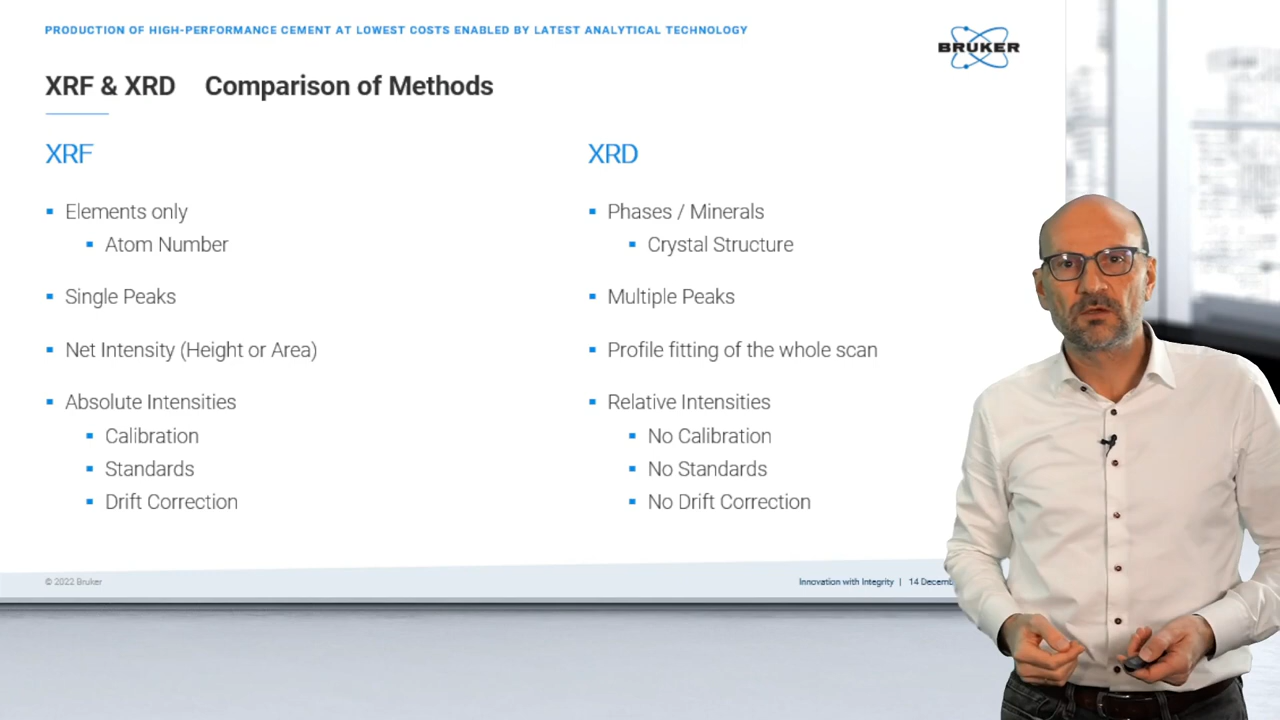 PRODUCTION OF HIGH-PERFORMANCE CEMENT AT LOWEST COSTS ENABLED BY LATEST ANALYTICAL TECHNOLOGY
BRUKER
XRF & XRD Comparison of Methods
XRF
Elements only
Atom Number
Single Peaks
Net Intensity (Height or Area)
Absolute Intensities
Calibration
Standards
Drift Correction
XRD
Phases / Minerals
Crystal Structure
Multiple Peaks
Profile fitting of the whole scan
Relative Intensities
No Calibration
No Standards
No Drift Correction
© 2022 Bruker
Innovation with Integrity | 14